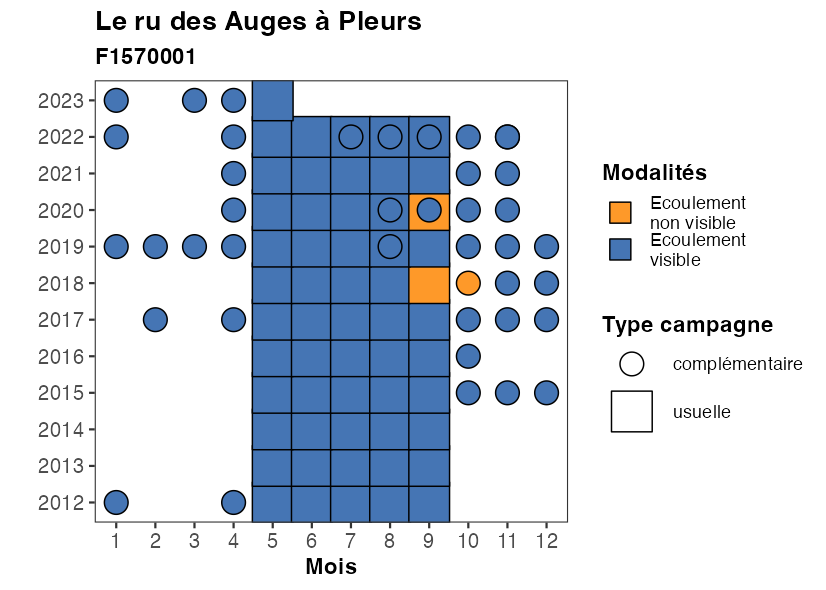 Le ru des Auges à Pleurs
F1570001
2023
2022
2021
2020
2019
2018
2017
2016
2015
2014
2013
2012
1 2 3 4 5 6 7 8 9 10 11 12
Mois
Modalités
Ecoulement
non visible
Ecoulement
visible
Type campagne
complémentaire
usuelle